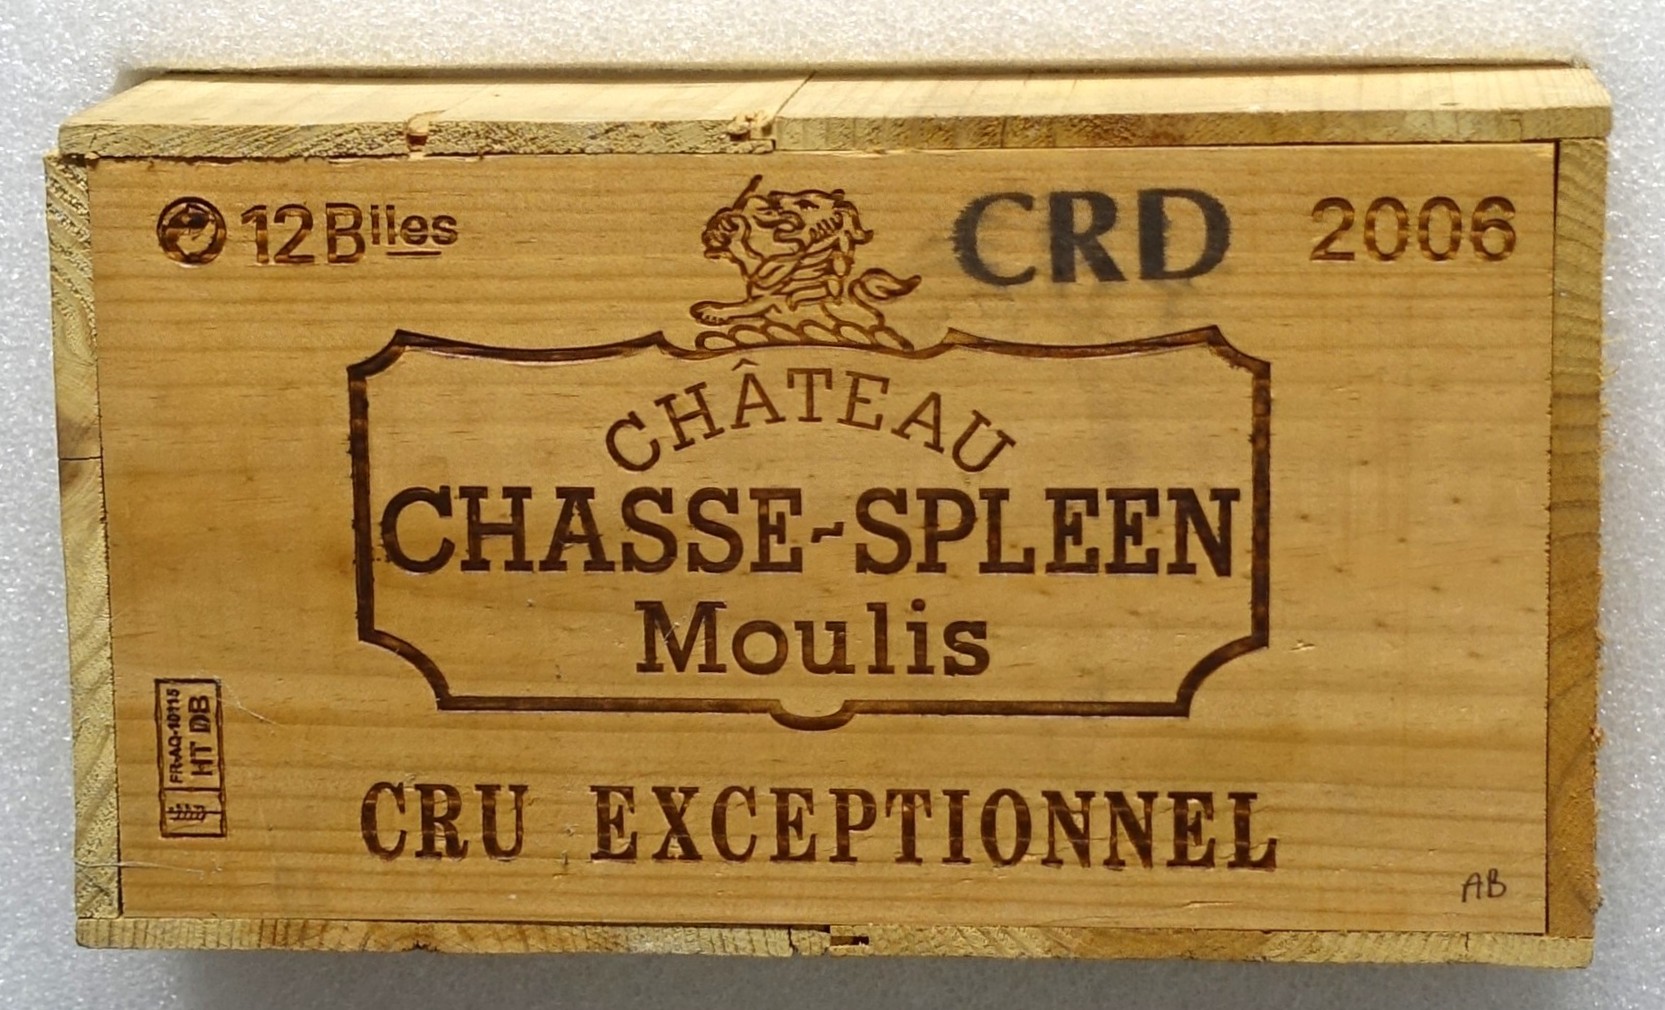 12 Blles CRD 2006
CHÂTEAU
CHASSE-SPLEEN
Moulis
FR-AQ-10115
HT DB
CRU EXCEPTIONNEL
AB